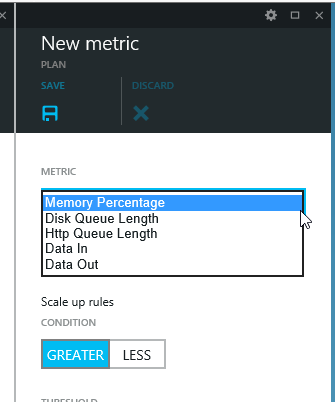 New metric
PLAN
SAVE
DISCARD
METRIC
Memory Percentage
Disk Queue Length
Http Queue Length
Data In
Data Out
Scale up rules
CONDITION
GREATER
LESS
THRESHOLD